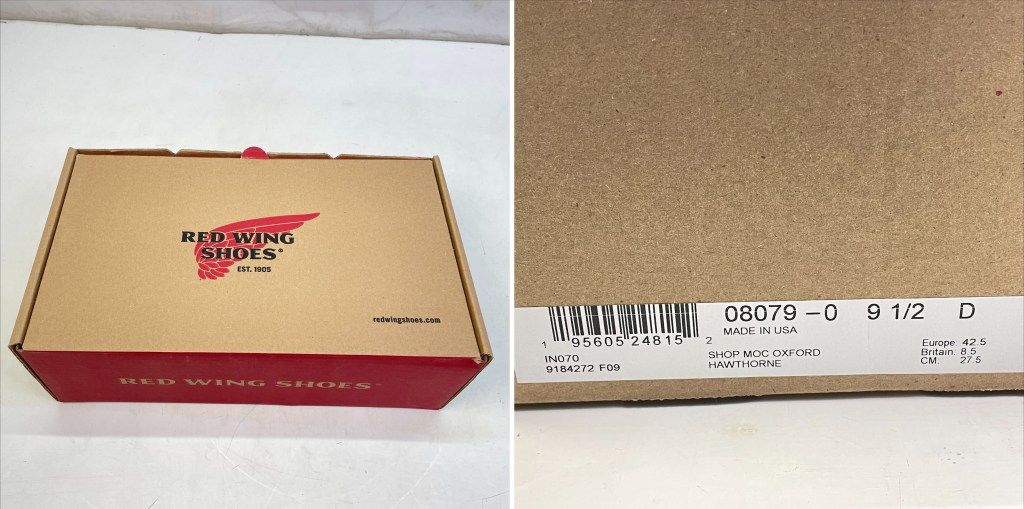 RED WING
SHOES®
EST. 1905
redwingshoes.com
RED WING SHOES®
08079-0 9 1/2 D
MADE IN USA
1 95605 24815 2
IN070
9184272 F09
SHOP MOC OXFORD
HAWTHORNE
Europe: 42.5
Britain: 8.5
CM: 27.5